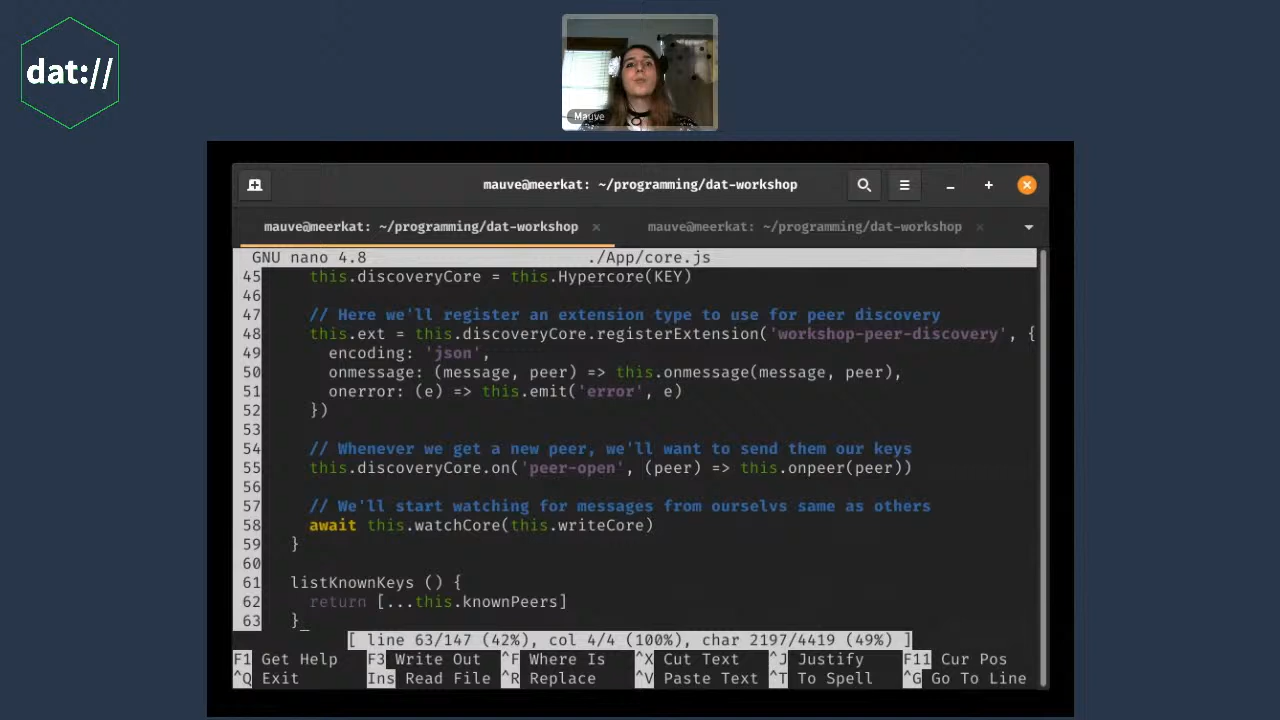 dat://
Mauve
mauve@meerkat: ~/programming/dat-workshop
mauve@meerkat: ~/programming/dat-workshop × mauve@meerkat: ~/programming/dat-workshop ×
GNU nano 4.8 ./App/core.js
45 this.discoveryCore = this.Hypercore(KEY)
46
47 // Here we'll register an extension type to use for peer discovery
48 this.ext = this.discoveryCore.registerExtension('workshop-peer-discovery', {
49 encoding: 'json',
50 onmessage: (message, peer) => this.onmessage(message, peer),
51 onerror: (e) => this.emit('error', e)
52 })
53
54 // Whenever we get a new peer, we'll want to send them our keys
55 this.discoveryCore.on('peer-open', (peer) => this.onpeer(peer))
56
57 // We'll start watching for messages from ourselvs same as others
58 await this.watchCore(this.writeCore)
59 }
60
61 listKnownKeys () {
62 return [...this.knownPeers]
63 }
[ line 63/147 (42%), col 4/4 (100%), char 2197/4419 (49%) ]
F1 Get Help F3 Write Out ^F Where Is ^X Cut Text ^J Justify F11 Cur Pos
^Q Exit Ins Read File ^R Replace ^V Paste Text ^T To Spell ^G Go To Line